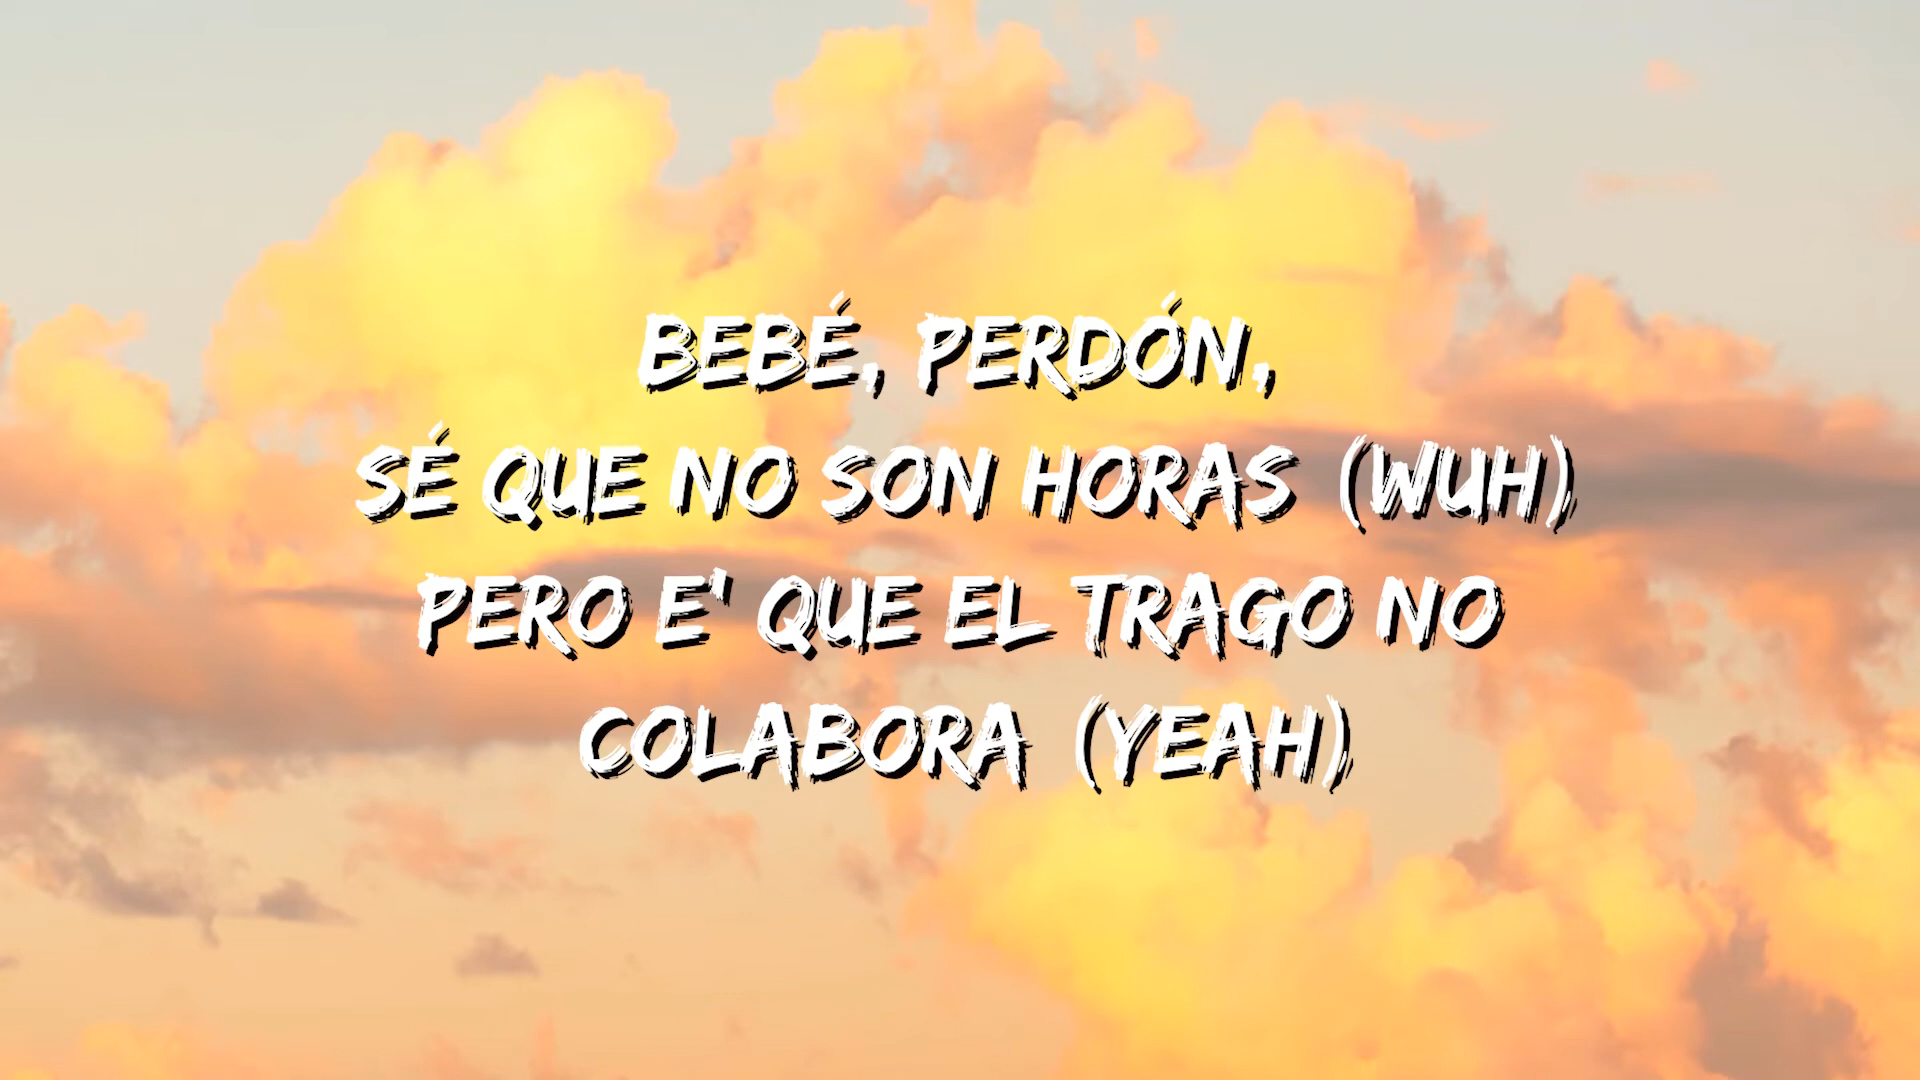 BEBÉ, PERDÓN,
SÉ QUE NO SON HORAS (WUH)
PERO E' QUE EL TRAGO NO
COLABORA (YEAH)